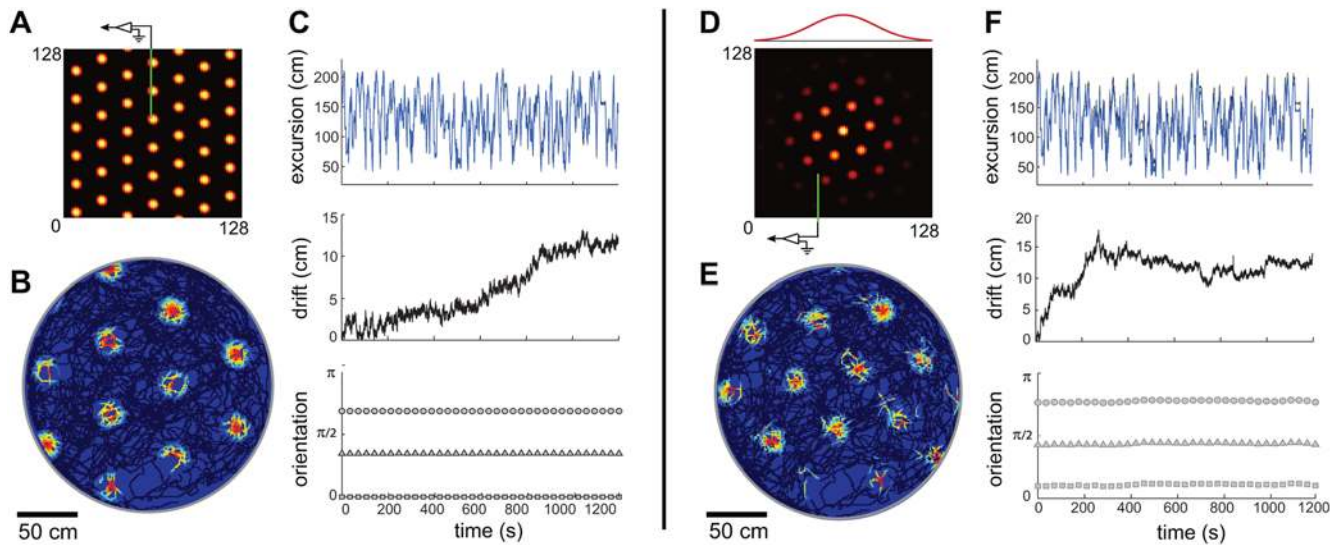 A
128
0
128
B
50 cm
C
excursion (cm)
200
150
100
50
drift (cm)
15
10
5
0
orientation
π
π/2
0
0 200 400 600 800 1000 1200
time (s)
D
128
0
128
E
50 cm
F
excursion (cm)
200
150
100
50
drift (cm)
20
15
10
5
0
orientation
π
π/2
0
0 200 400 600 800 1000 1200
time (s)